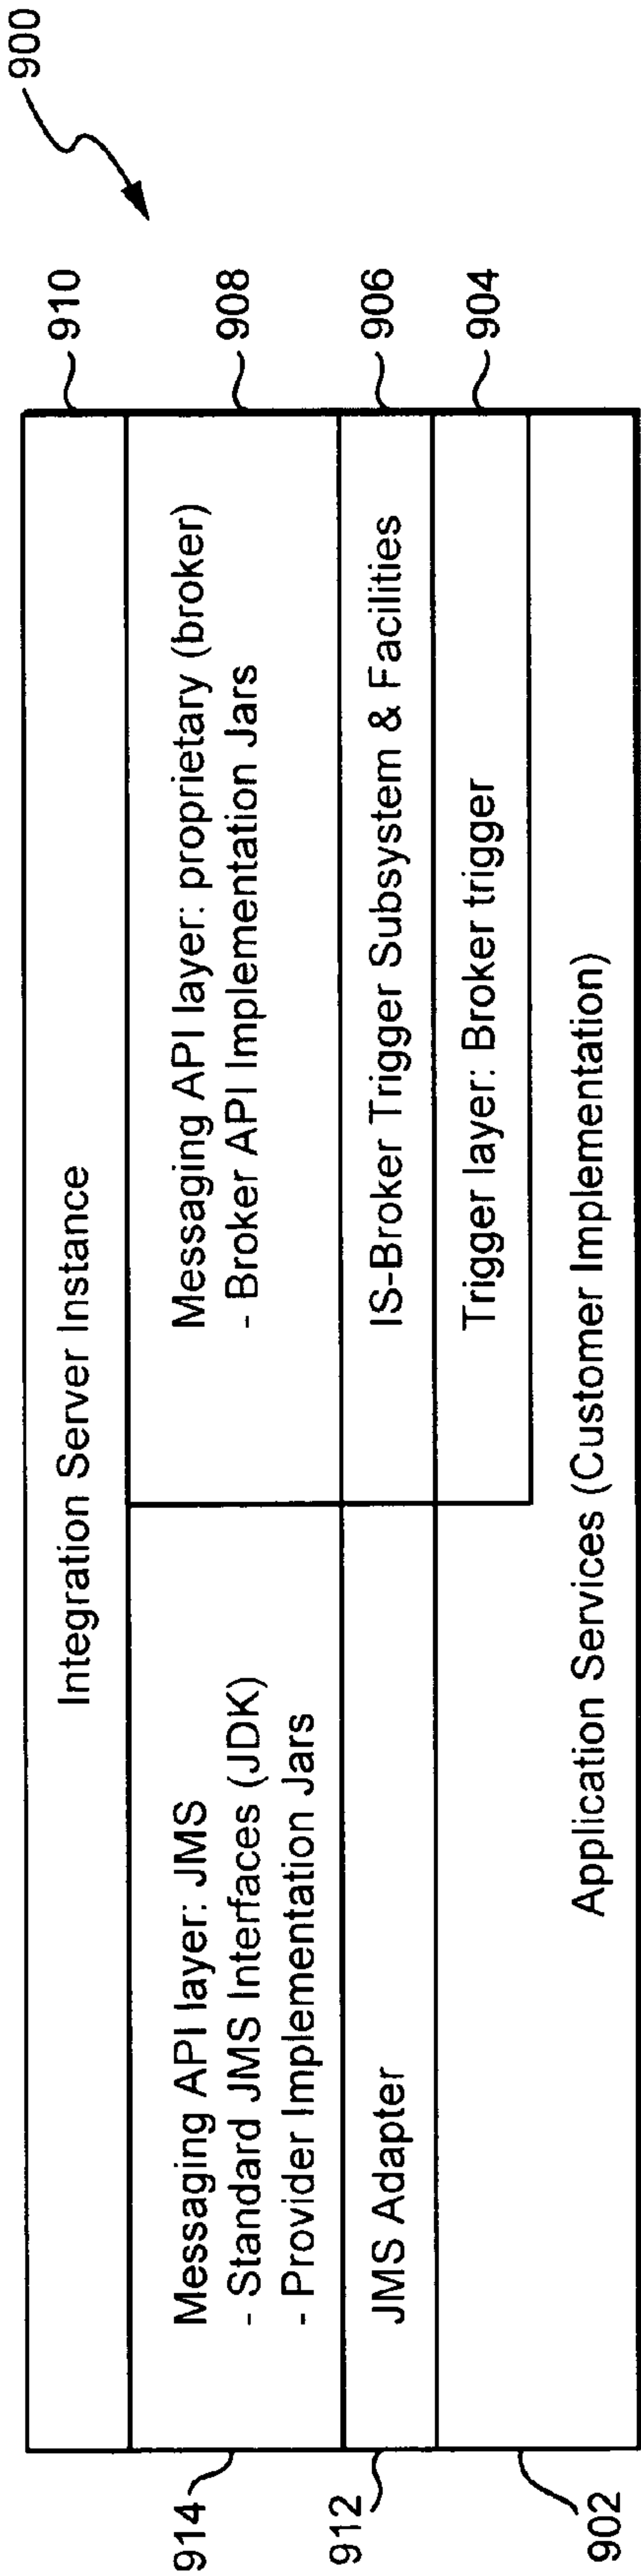 900
Integration Server Instance
910
Messaging API layer: JMS
- Standard JMS Interfaces (JDK)
- Provider Implementation Jars
914
Messaging API layer: proprietary (broker)
- Broker API Implementation Jars
908
JMS Adapter
912
IS-Broker Trigger Subsystem & Facilities
906
Trigger layer: Broker trigger
904
Application Services (Customer Implementation)
902